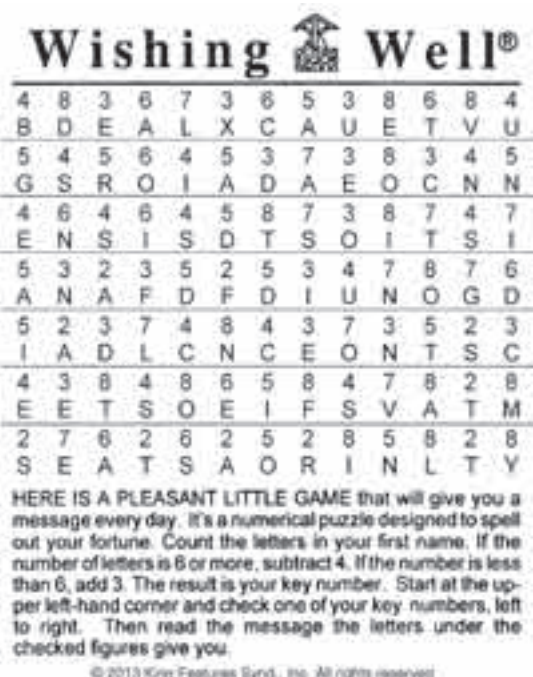 Wishing Well®
4 8 3 6 7 3 6 5 3 8 6 8 4
B D E A L X C A U E T V U
5 4 5 6 4 5 3 7 3 8 3 4 5
G S R O I A D A E O C N N
4 6 4 6 4 5 8 7 3 8 7 4 7
E N S I S D T S O I T S I
5 3 2 3 5 2 5 3 4 7 8 7 6
A N A F D F D I U N O G D
5 2 3 7 4 8 4 3 7 3 5 2 3
I A D L C N C E O N T S C
4 3 8 4 8 6 5 8 4 7 8 2 8
E E T S O E I F S V A T M
2 7 6 2 6 2 5 2 8 5 8 2 8
S E A T S A O R I N L T Y
HERE IS A PLEASANT LITTLE GAME that will give you a
message every day. It's a numerical puzzle designed to spell
out your fortune. Count the letters in your first name. If the
number of letters is 6 or more, subtract 4. If the number is less
than 6, add 3. The result is your key number. Start at the up-
per left-hand corner and check one of your key numbers, left
to right. Then read the message the letters under the
checked figures give you.
© 2013 King Features Synd., Inc. All rights reserved